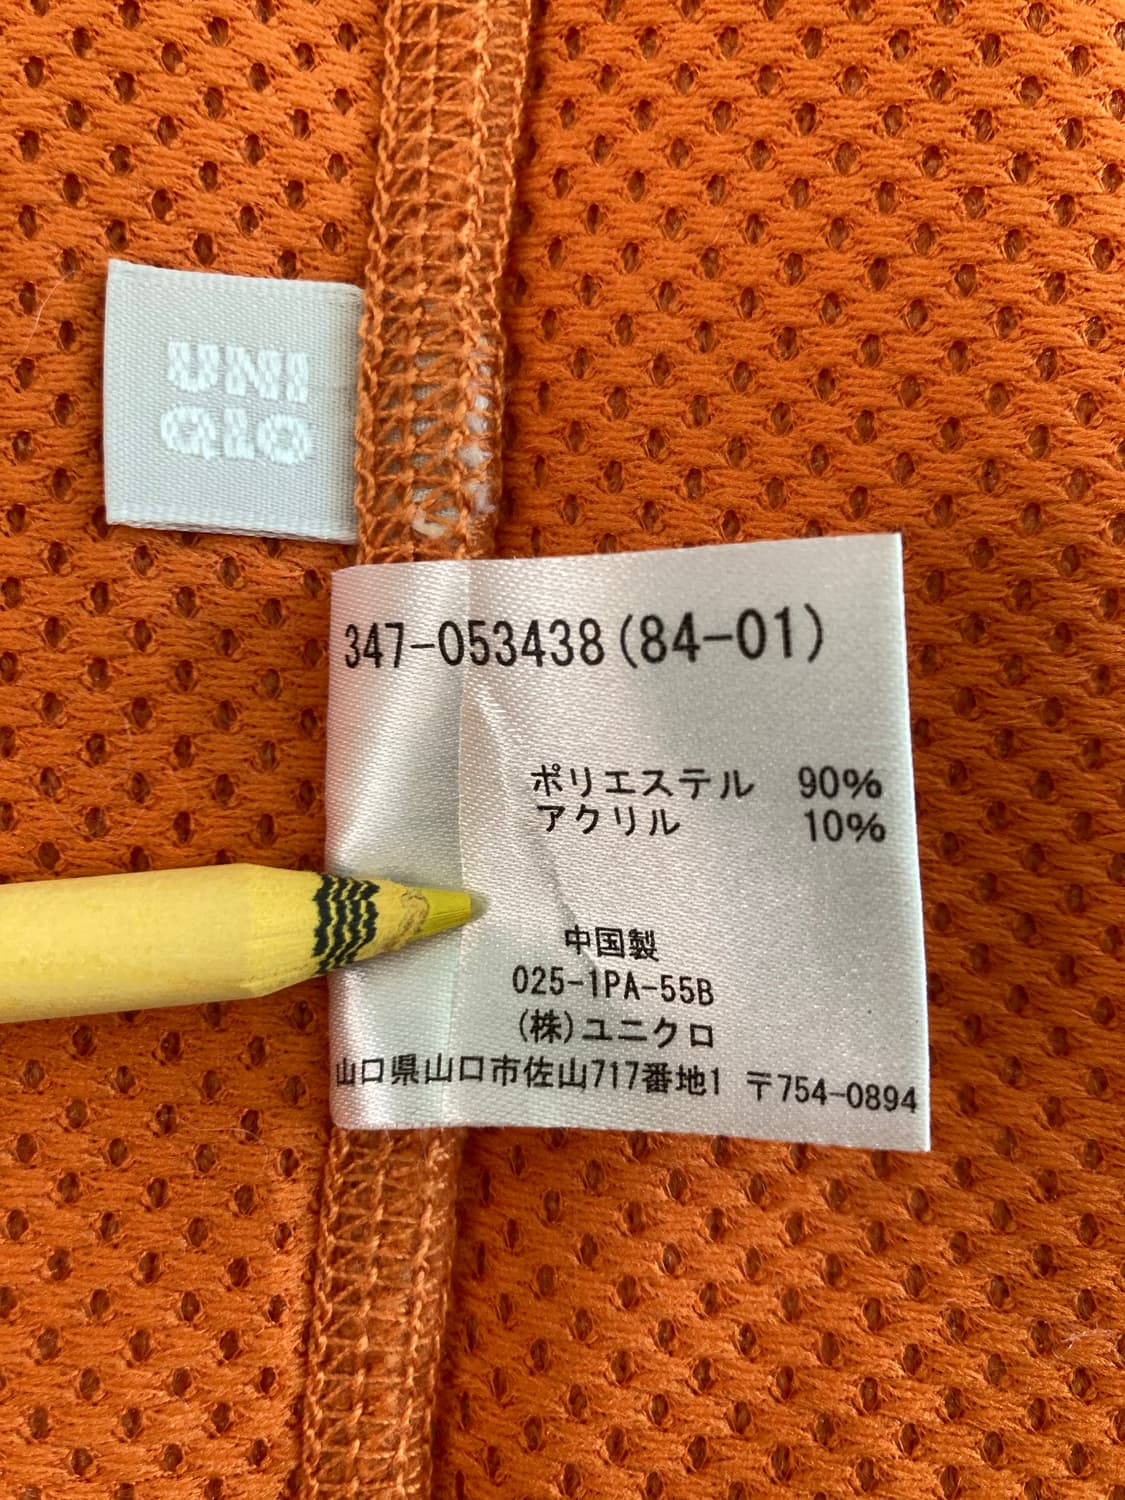 UNI
QLO
347-053438(84-01)
ポリエステル 90%
アクリル 10%
中国製
025-1PA-55B
(株)ユニクロ
山口県山口市佐山717番地1 〒754-0894